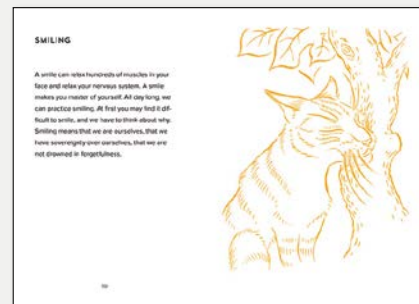 SMILING
A smile can relax hundreds of muscles in your
face and relax your nervous system. A smile
makes you master of yourself. All day long, we
can practice smiling. At first you may find it dif-
ficult to smile, and we have to think about why.
Smiling means that we are ourselves, that we
have sovereignty over ourselves, that we are
not drowned in forgetfulness.